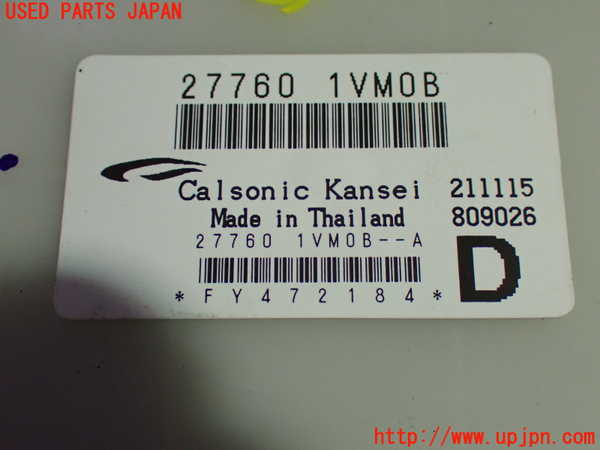 USED PARTS JAPAN
27760 1VM0B
Calsonic Kansei 211115
Made in Thailand 809026
27760 1VM0B--A
D
*FY472184*
http://www.upjpn.com/